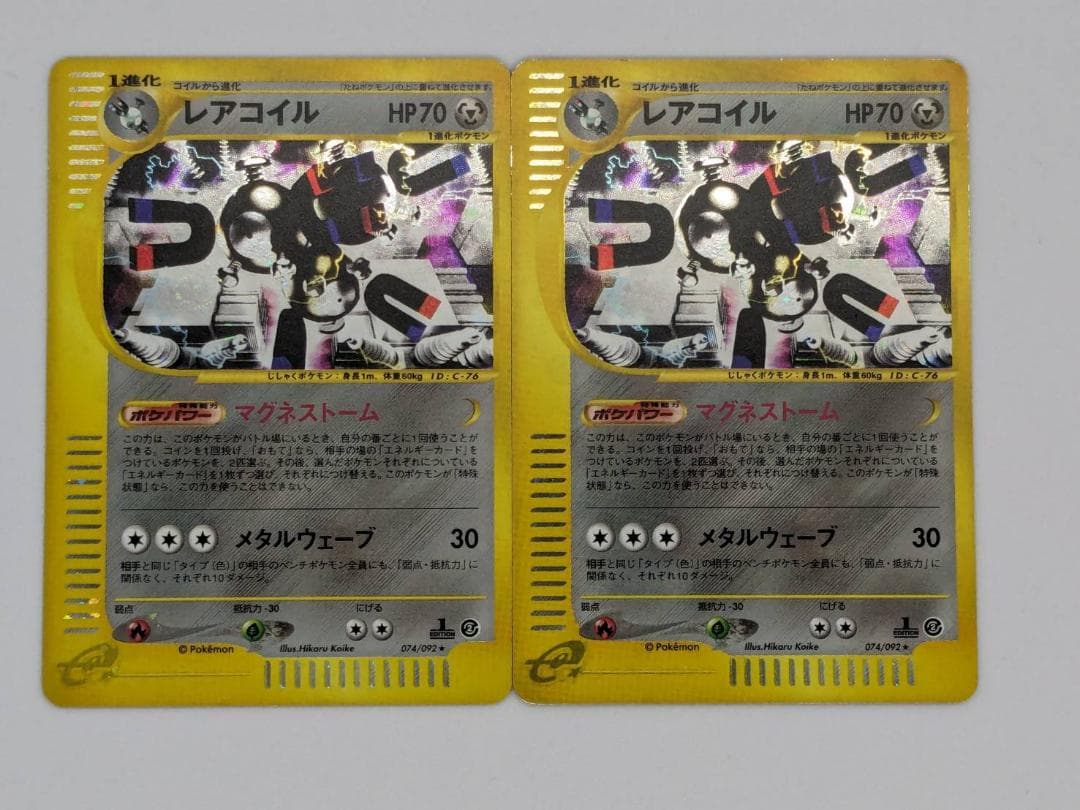 1進化
コイルから進化
「たねポケモン」の上に重ねて進化させます。
レアコイル
HP70
1進化ポケモン
じしゃくポケモン：身長1m、体重60kg ID：C-76
特殊能力
ポケパワー
マグネストーム
この力は、このポケモンがバトル場にいるとき、自分の番ごとに1回使うことが
できる。コインを1回投げ、「おもて」なら、相手の場の「エネルギーカード」を
つけているポケモンを、2匹選ぶ。その後、選んだポケモンそれぞれについている
「エネルギーカード」を1枚ずつ選び、それぞれにつけ替える。このポケモンが「特殊
状態」なら、この力を使うことはできない。
メタルウェーブ 30
相手と同じ「タイプ（色）」の相手のベンチポケモン全員にも、「弱点・抵抗力」に
関係なく、それぞれ10ダメージ。
弱点 抵抗力 -30 にげる
1
EDITION
© Pokémon Illus.Hikaru Koike 074/092 ★
1進化
コイルから進化
「たねポケモン」の上に重ねて進化させます。
レアコイル
HP70
1進化ポケモン
じしゃくポケモン：身長1m、体重60kg ID：C-76
特殊能力
ポケパワー
マグネストーム
この力は、このポケモンがバトル場にいるとき、自分の番ごとに1回使うことが
できる。コインを1回投げ、「おもて」なら、相手の場の「エネルギーカード」を
つけているポケモンを、2匹選ぶ。その後、選んだポケモンそれぞれについている
「エネルギーカード」を1枚ずつ選び、それぞれにつけ替える。このポケモンが「特殊
状態」なら、この力を使うことはできない。
メタルウェーブ 30
相手と同じ「タイプ（色）」の相手のベンチポケモン全員にも、「弱点・抵抗力」に
関係なく、それぞれ10ダメージ。
弱点 抵抗力 -30 にげる
1
EDITION
© Pokémon Illus.Hikaru Koike 074/092 ★